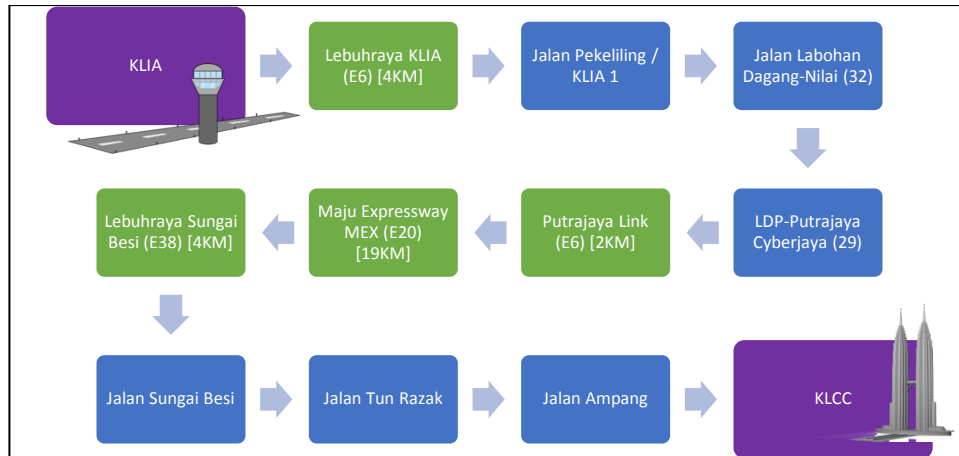 KLIA
Lebuhraya KLIA
(E6) [4KM]
Jalan Pekeliling /
KLIA 1
Jalan Labohan
Dagang-Nilai (32)
LDP-Putrajaya
Cyberjaya (29)
Putrajaya Link
(E6) [2KM]
Maju Expressway
MEX (E20)
[19KM]
Lebuhraya Sungai
Besi (E38) [4KM]
Jalan Sungai Besi
Jalan Tun Razak
Jalan Ampang
KLCC